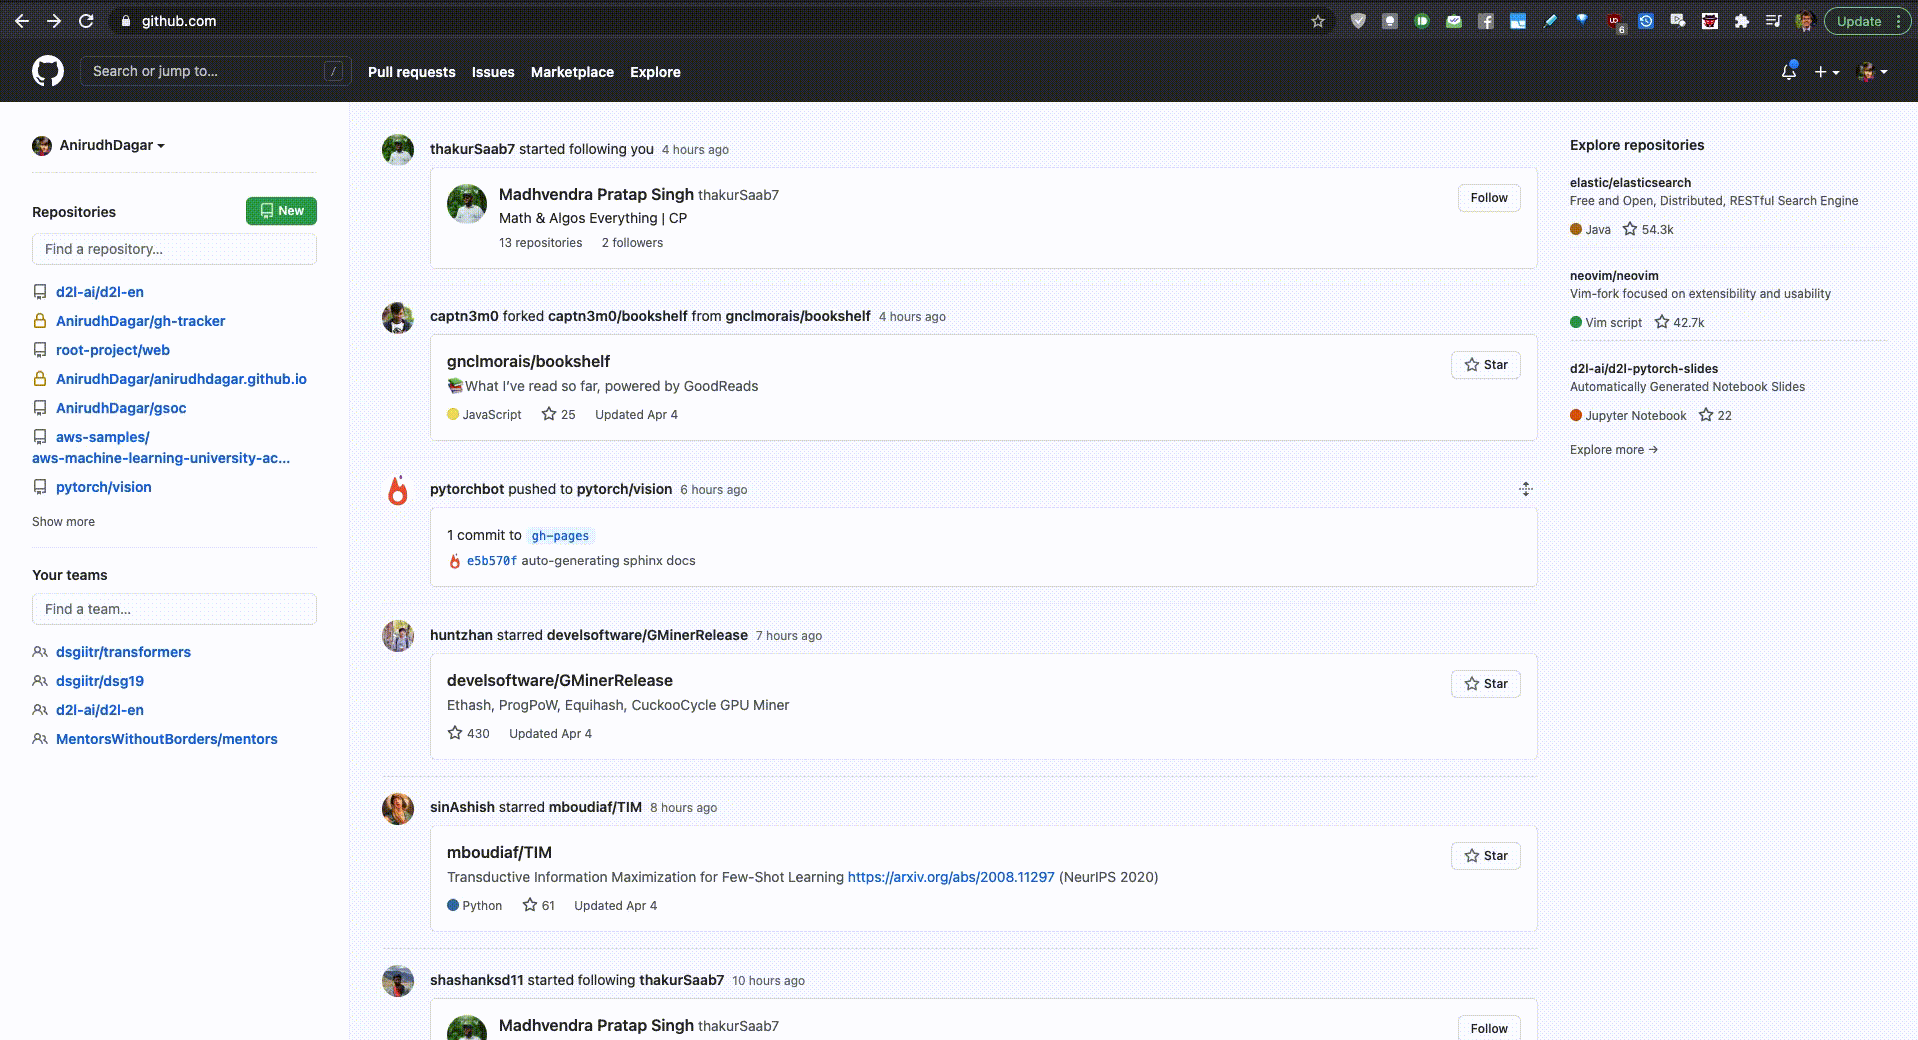 github.com
6
Update
Search or jump to...
/
Pull requests Issues Marketplace Explore
AnirudhDagar
Repositories
New
Find a repository...
d2l-ai/d2l-en
AnirudhDagar/gh-tracker
root-project/web
AnirudhDagar/anirudhdagar.github.io
AnirudhDagar/gsoc
aws-samples/
aws-machine-learning-university-ac...
pytorch/vision
Show more
Your teams
Find a team...
dsgiitr/transformers
dsgiitr/dsg19
d2l-ai/d2l-en
MentorsWithoutBorders/mentors
thakurSaab7 started following you 4 hours ago
Madhvendra Pratap Singh thakurSaab7
Follow
Math & Algos Everything | CP
13 repositories 2 followers
captn3m0 forked captn3m0/bookshelf from gnclmorais/bookshelf 4 hours ago
gnclmorais/bookshelf
Star
What I've read so far, powered by GoodReads
JavaScript 25 Updated Apr 4
pytorchbot pushed to pytorch/vision 6 hours ago
1 commit to gh-pages
e5b570f auto-generating sphinx docs
huntzhan starred develsoftware/GMinerRelease 7 hours ago
develsoftware/GMinerRelease
Star
Ethash, ProgPoW, Equihash, CuckooCycle GPU Miner
430 Updated Apr 4
sinAshish starred mboudiaf/TIM 8 hours ago
mboudiaf/TIM
Star
Transductive Information Maximization for Few-Shot Learning https://arxiv.org/abs/2008.11297 (NeurIPS 2020)
Python 61 Updated Apr 4
shashanksd11 started following thakurSaab7 10 hours ago
Madhvendra Pratap Singh thakurSaab7
Follow
Explore repositories
elastic/elasticsearch
Free and Open, Distributed, RESTful Search Engine
Java 54.3k
neovim/neovim
Vim-fork focused on extensibility and usability
Vim script 42.7k
d2l-ai/d2l-pytorch-slides
Automatically Generated Notebook Slides
Jupyter Notebook 22
Explore more →